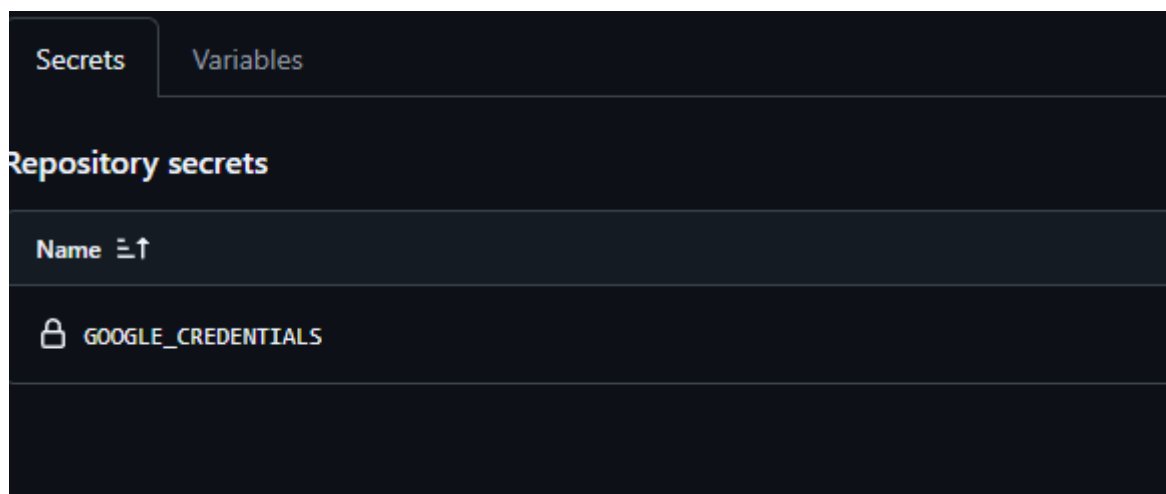 Secrets Variables
Repository secrets
Name
GOOGLE_CREDENTIALS